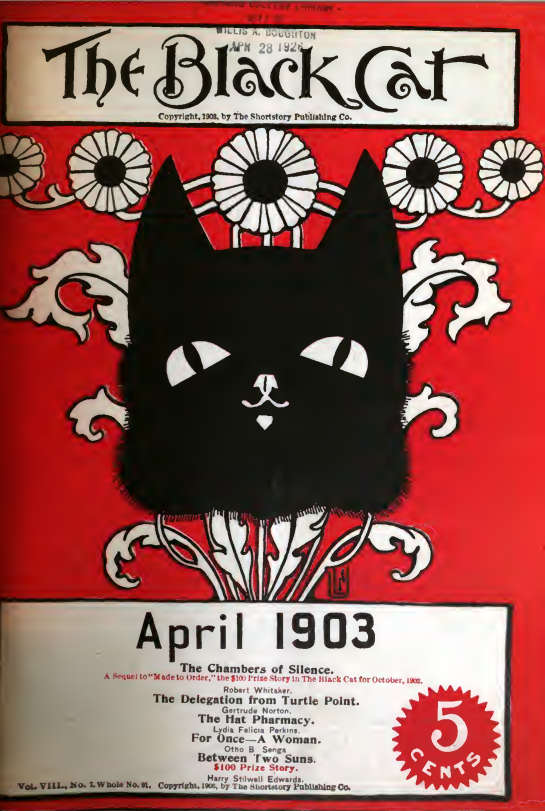 WILLIS A. BOUGHTON
APR 28 1926
The Black Cat
Copyright, 1903, by The Shortstory Publishing Co.
April 1903
The Chambers of Silence.
A Sequel to "Made to Order," the $100 Prize Story in The Black Cat for October, 1902.
Robert Whitaker.
The Delegation from Turtle Point.
Gertrude Norton.
The Hat Pharmacy.
Lydia Felicia Perkins.
For Once—A Woman.
Otho B. Senga
Between Two Suns.
$100 Prize Story.
Harry Stilwell Edwards.
5
CENTS
Vol. VIII., No. 7. Whole No. 91. Copyright, 1903, by The Shortstory Publishing Co.